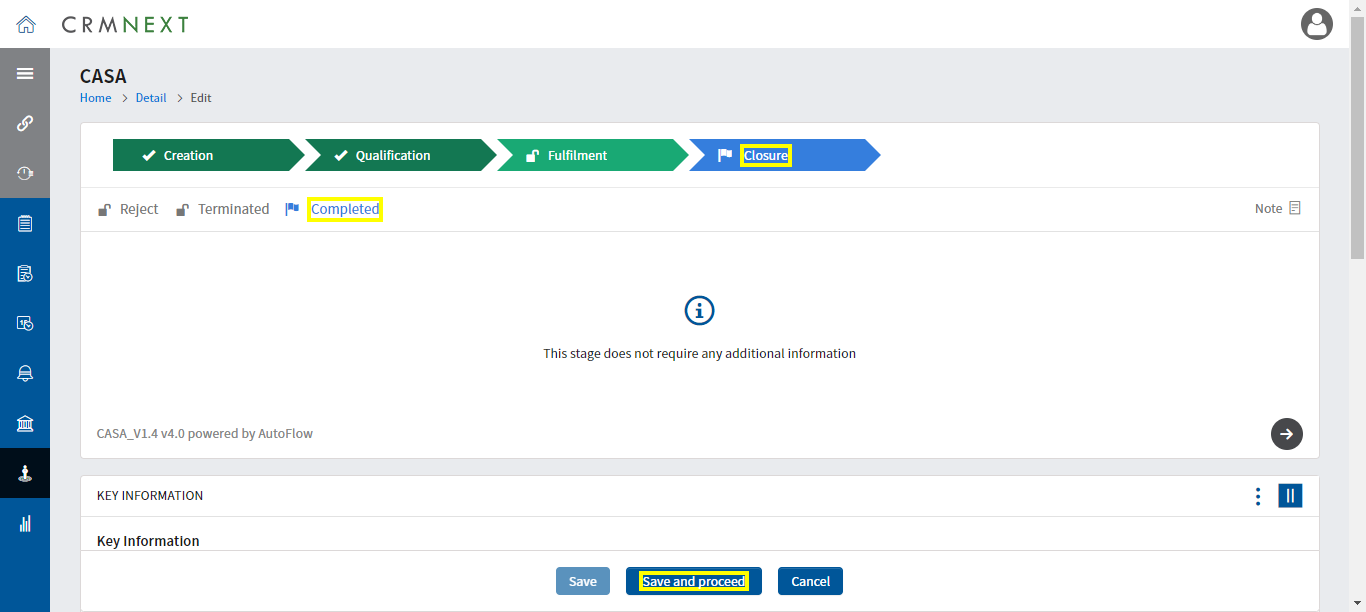 CRMNEXT
CASA
Home > Detail > Edit
Creation Qualification Fulfilment Closure
Reject Terminated Completed Note
This stage does not require any additional information
CASA_V1.4 v4.0 powered by AutoFlow
KEY INFORMATION
Key Information
Save Save and proceed Cancel